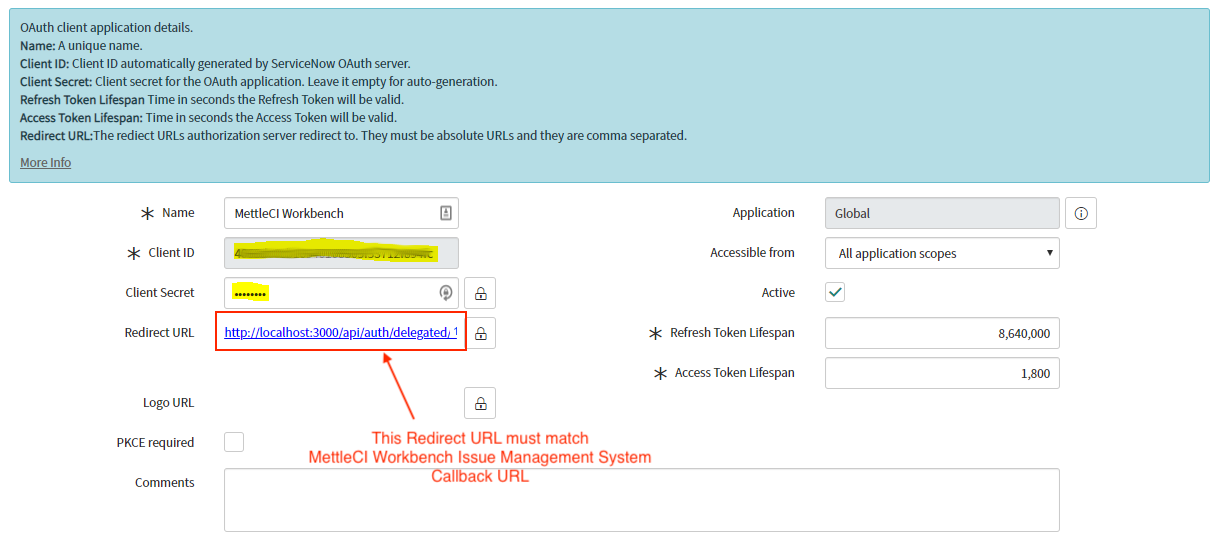 OAuth client application details.
Name: A unique name.
Client ID: Client ID automatically generated by ServiceNow OAuth server.
Client Secret: Client secret for the OAuth application. Leave it empty for auto-generation.
Refresh Token Lifespan Time in seconds the Refresh Token will be valid.
Access Token Lifespan: Time in seconds the Access Token will be valid.
Redirect URL:The rediect URLs authorization server redirect to. They must be absolute URLs and they are comma separated.
More Info
Name MettleCI Workbench Application Global
Client ID Accessible from All application scopes
Client Secret •••••••• Active
Redirect URL http://localhost:3000/api/auth/delegated/ Refresh Token Lifespan 8,640,000
Access Token Lifespan 1,800
Logo URL
PKCE required
This Redirect URL must match
MettleCI Workbench Issue Management System
Callback URL
Comments